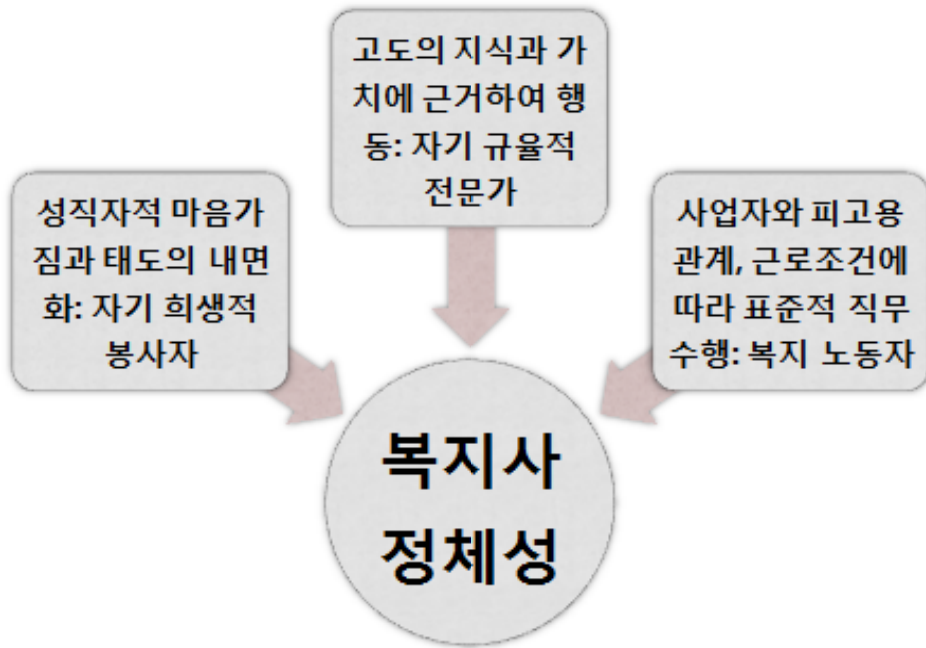 고도의 지식과 가
치에 근거하여 행
동: 자기 규율적
전문가
성직자적 마음가
짐과 태도의 내면
화: 자기 희생적
봉사자
사업자와 피고용
관계, 근로조건에
따라 표준적 직무
수행: 복지 노동자
복지사
정체성